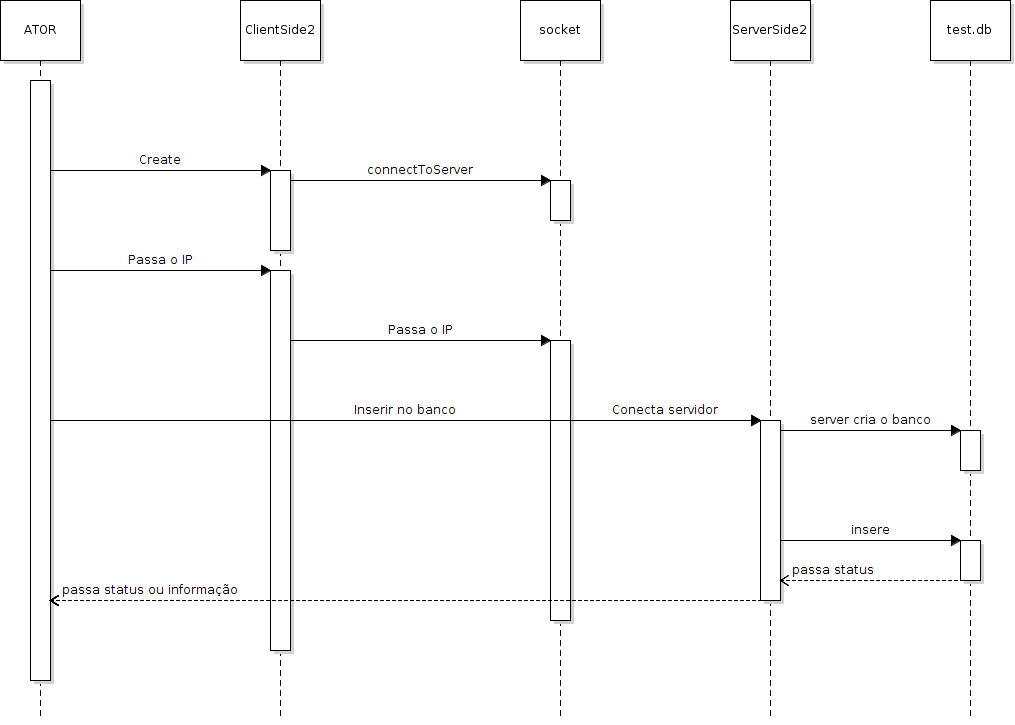 ATOR
ClientSide2
socket
ServerSide2
test.db
Create
connectToServer
Passa o IP
Passa o IP
Inserir no banco
Conecta servidor
server cria o banco
insere
passa status
passa status ou informação